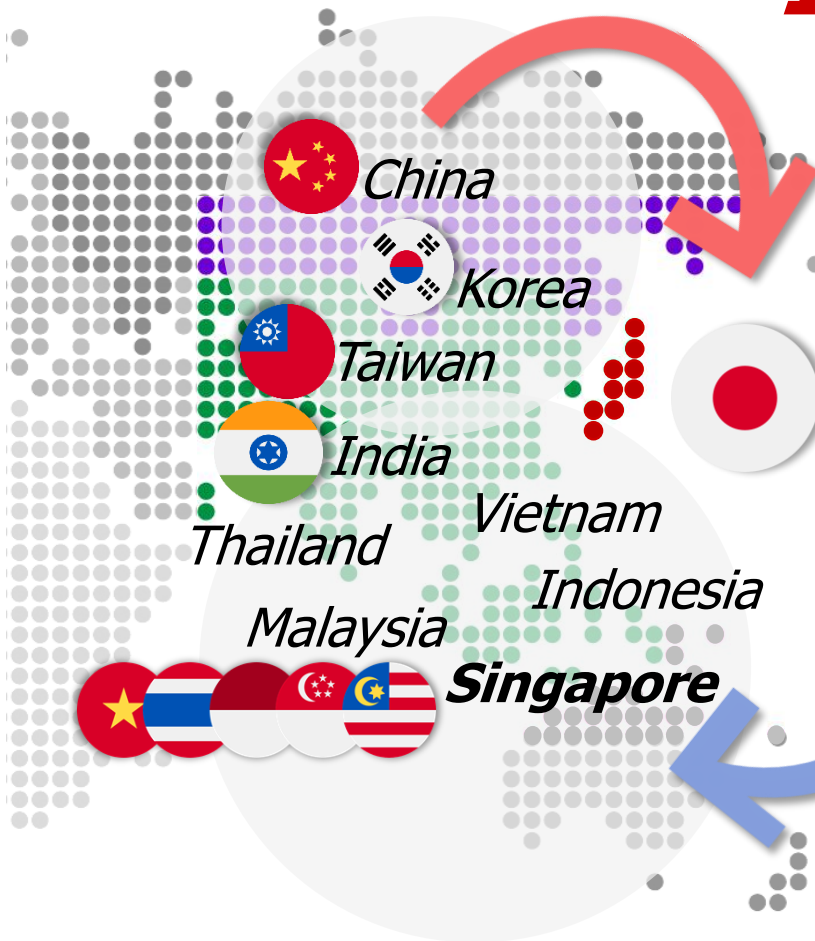 China
Korea
Taiwan
India
Vietnam
Thailand
Indonesia
Malaysia
Singapore